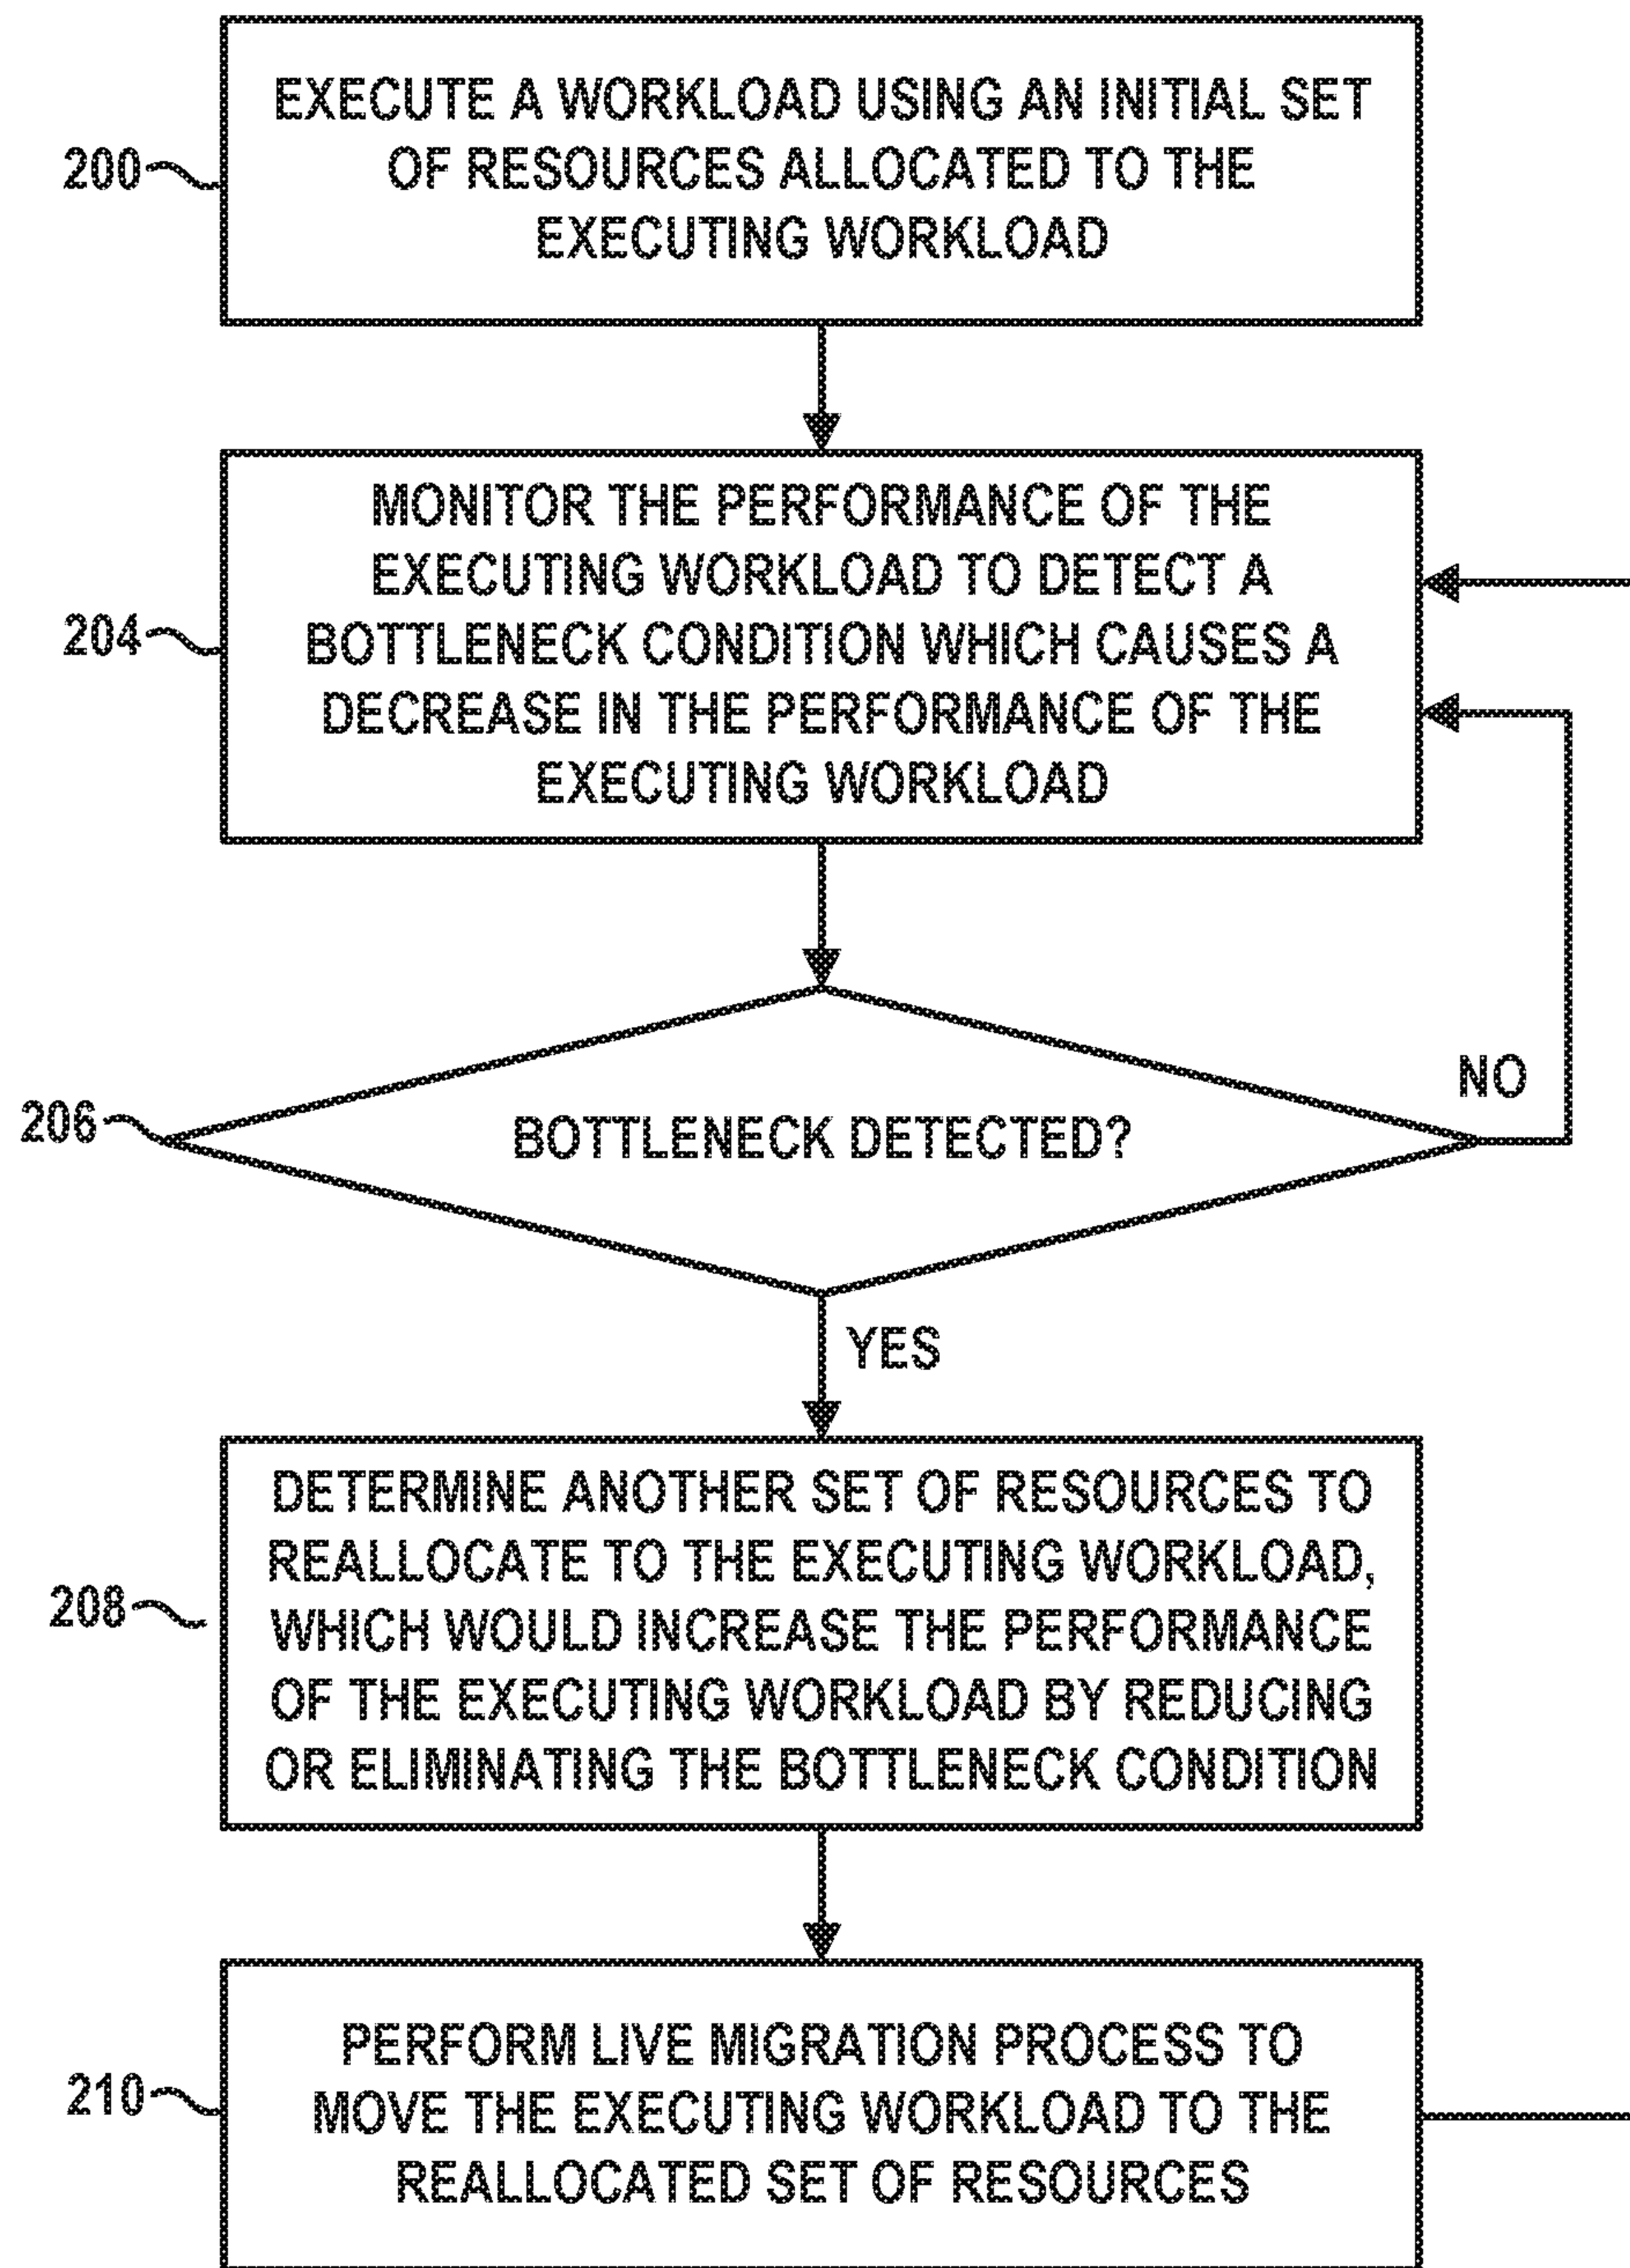 EXECUTE A WORKLOAD USING AN INITIAL SET
OF RESOURCES ALLOCATED TO THE
EXECUTING WORKLOAD
200
MONITOR THE PERFORMANCE OF THE
EXECUTING WORKLOAD TO DETECT A
BOTTLENECK CONDITION WHICH CAUSES A
DECREASE IN THE PERFORMANCE OF THE
EXECUTING WORKLOAD
204
BOTTLENECK DETECTED?
206
NO
YES
DETERMINE ANOTHER SET OF RESOURCES TO
REALLOCATE TO THE EXECUTING WORKLOAD,
WHICH WOULD INCREASE THE PERFORMANCE
OF THE EXECUTING WORKLOAD BY REDUCING
OR ELIMINATING THE BOTTLENECK CONDITION
208
PERFORM LIVE MIGRATION PROCESS TO
MOVE THE EXECUTING WORKLOAD TO THE
REALLOCATED SET OF RESOURCES
210